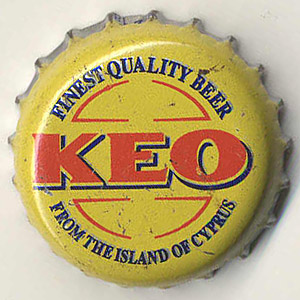 FINEST QUALITY BEER
KEO
FROM THE ISLAND OF CYPRUS